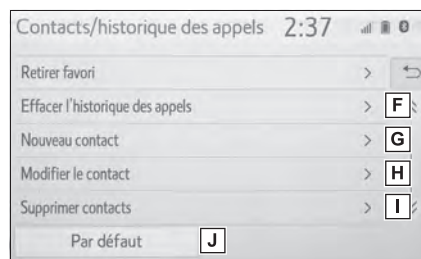 Contacts/historique des appels 2:37
Retirer favori >
Effacer l'historique des appels > F
Nouveau contact > G
Modifier le contact > H
Supprimer contacts > I
Par défaut J